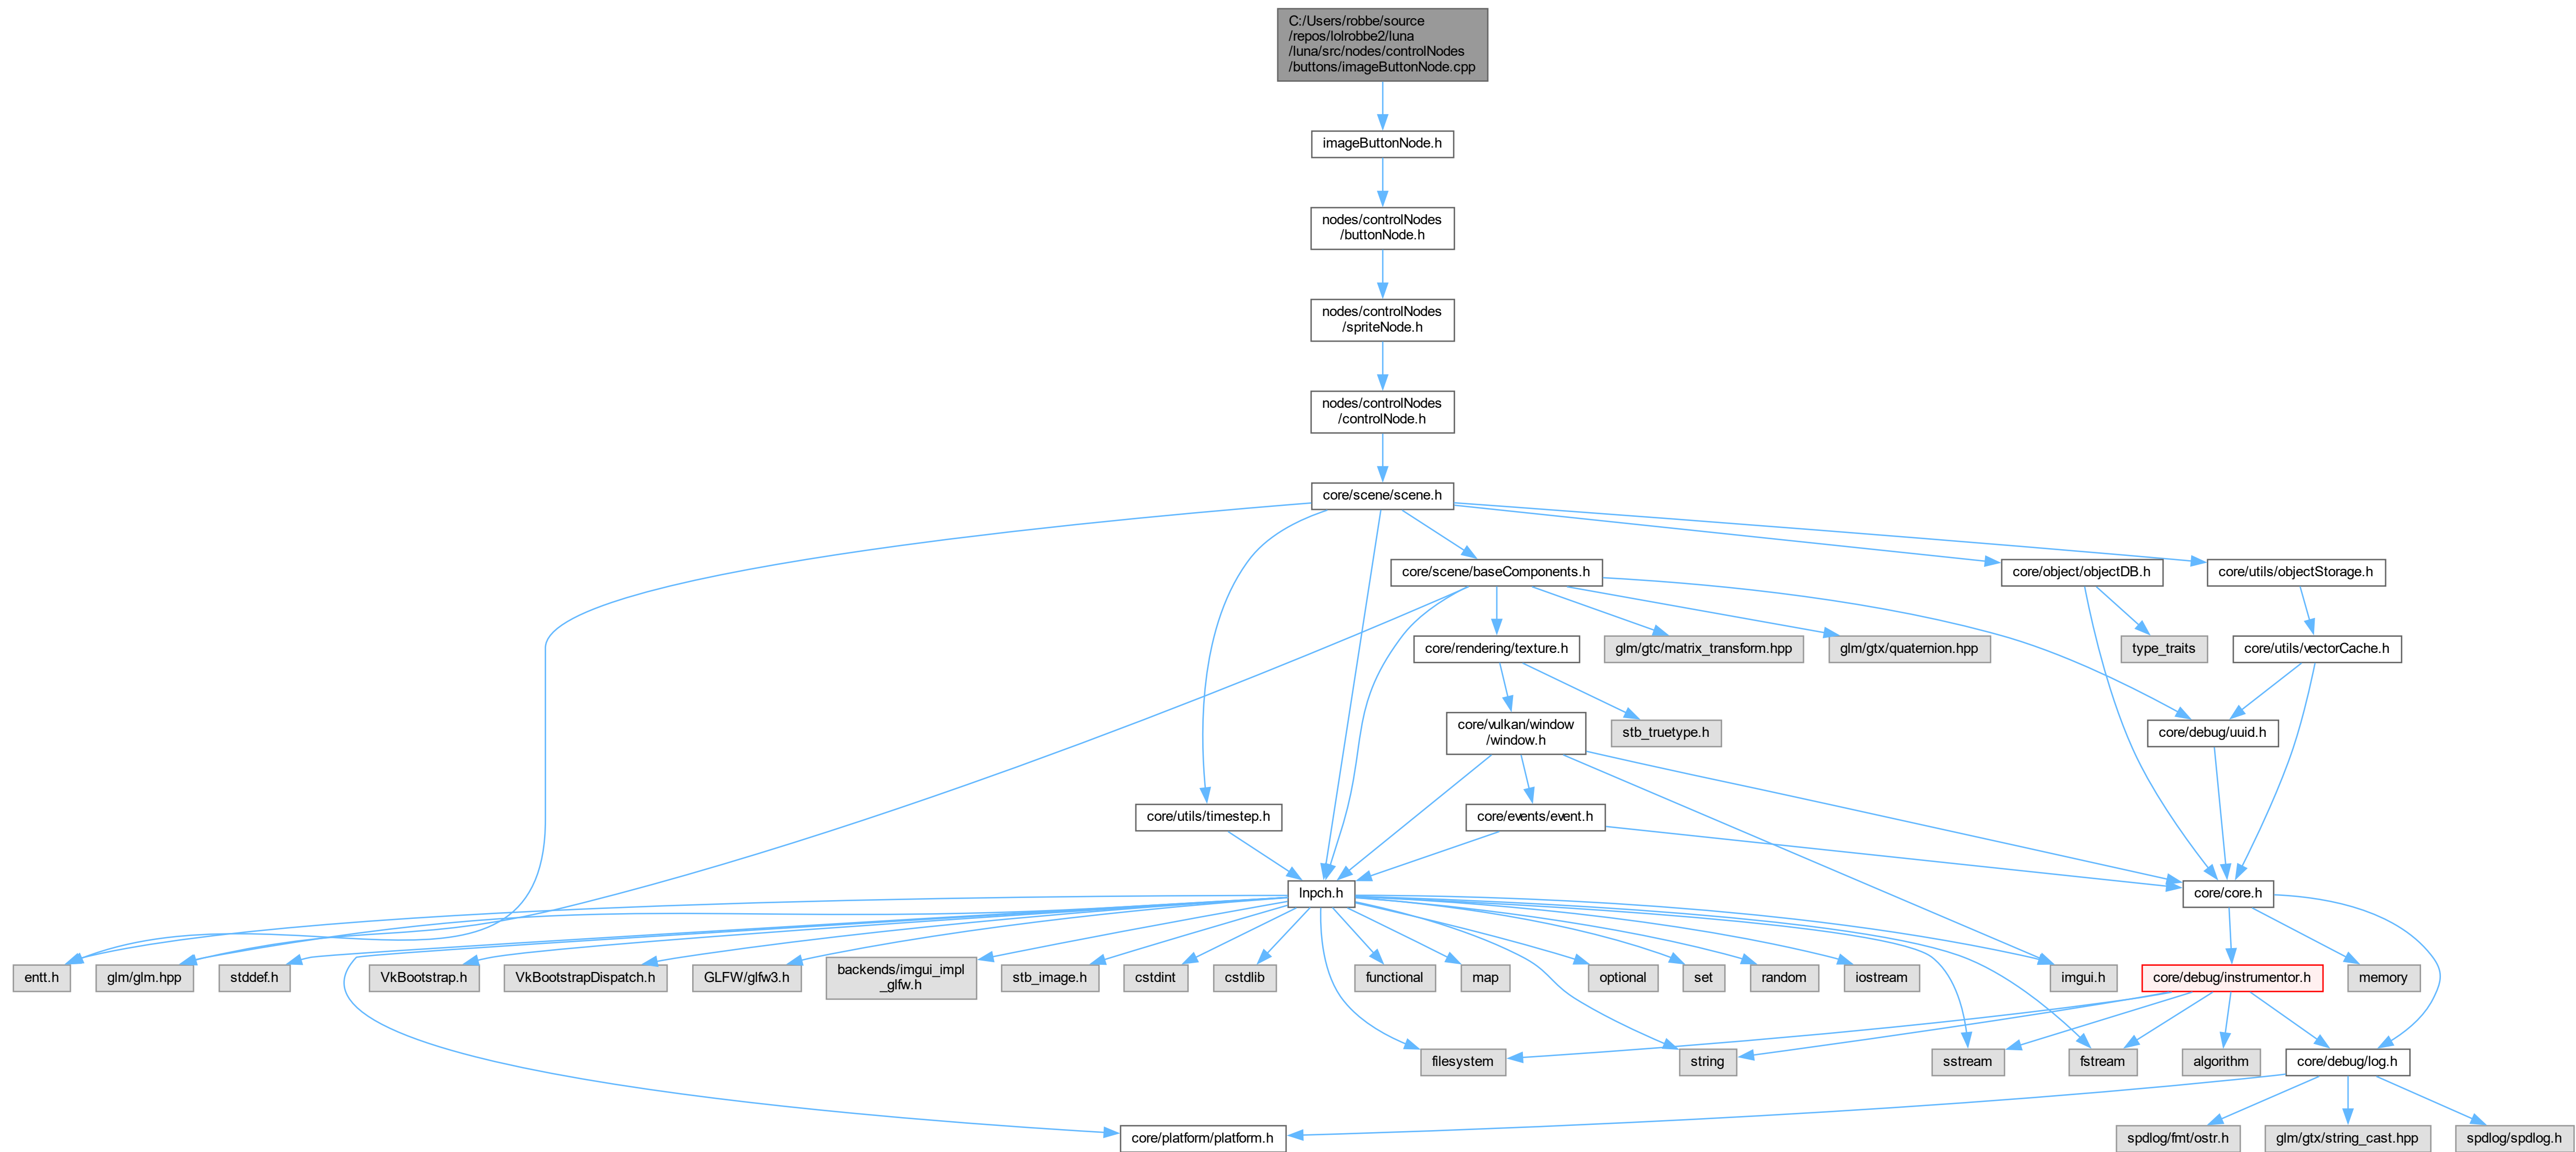 C:/Users/robbe/source
/repos/lolrobbe2/luna
/luna/src/nodes/controlNodes
/buttons/imageButtonNode.cpp
imageButtonNode.h
nodes/controlNodes
/buttonNode.h
nodes/controlNodes
/spriteNode.h
nodes/controlNodes
/controlNode.h
core/scene/scene.h
core/scene/baseComponents.h
core/object/objectDB.h
core/utils/objectStorage.h
core/rendering/texture.h
glm/gtc/matrix_transform.hpp
glm/gtx/quaternion.hpp
type_traits
core/utils/vectorCache.h
core/vulkan/window
/window.h
stb_truetype.h
core/debug/uuid.h
core/utils/timestep.h
core/events/event.h
lnpch.h
core/core.h
entt.h
glm/glm.hpp
stddef.h
VkBootstrap.h
VkBootstrapDispatch.h
GLFW/glfw3.h
backends/imgui_impl
_glfw.h
stb_image.h
cstdint
cstdlib
functional
map
optional
set
random
iostream
imgui.h
core/debug/instrumentor.h
memory
filesystem
string
sstream
fstream
algorithm
core/debug/log.h
core/platform/platform.h
spdlog/fmt/ostr.h
glm/gtx/string_cast.hpp
spdlog/spdlog.h